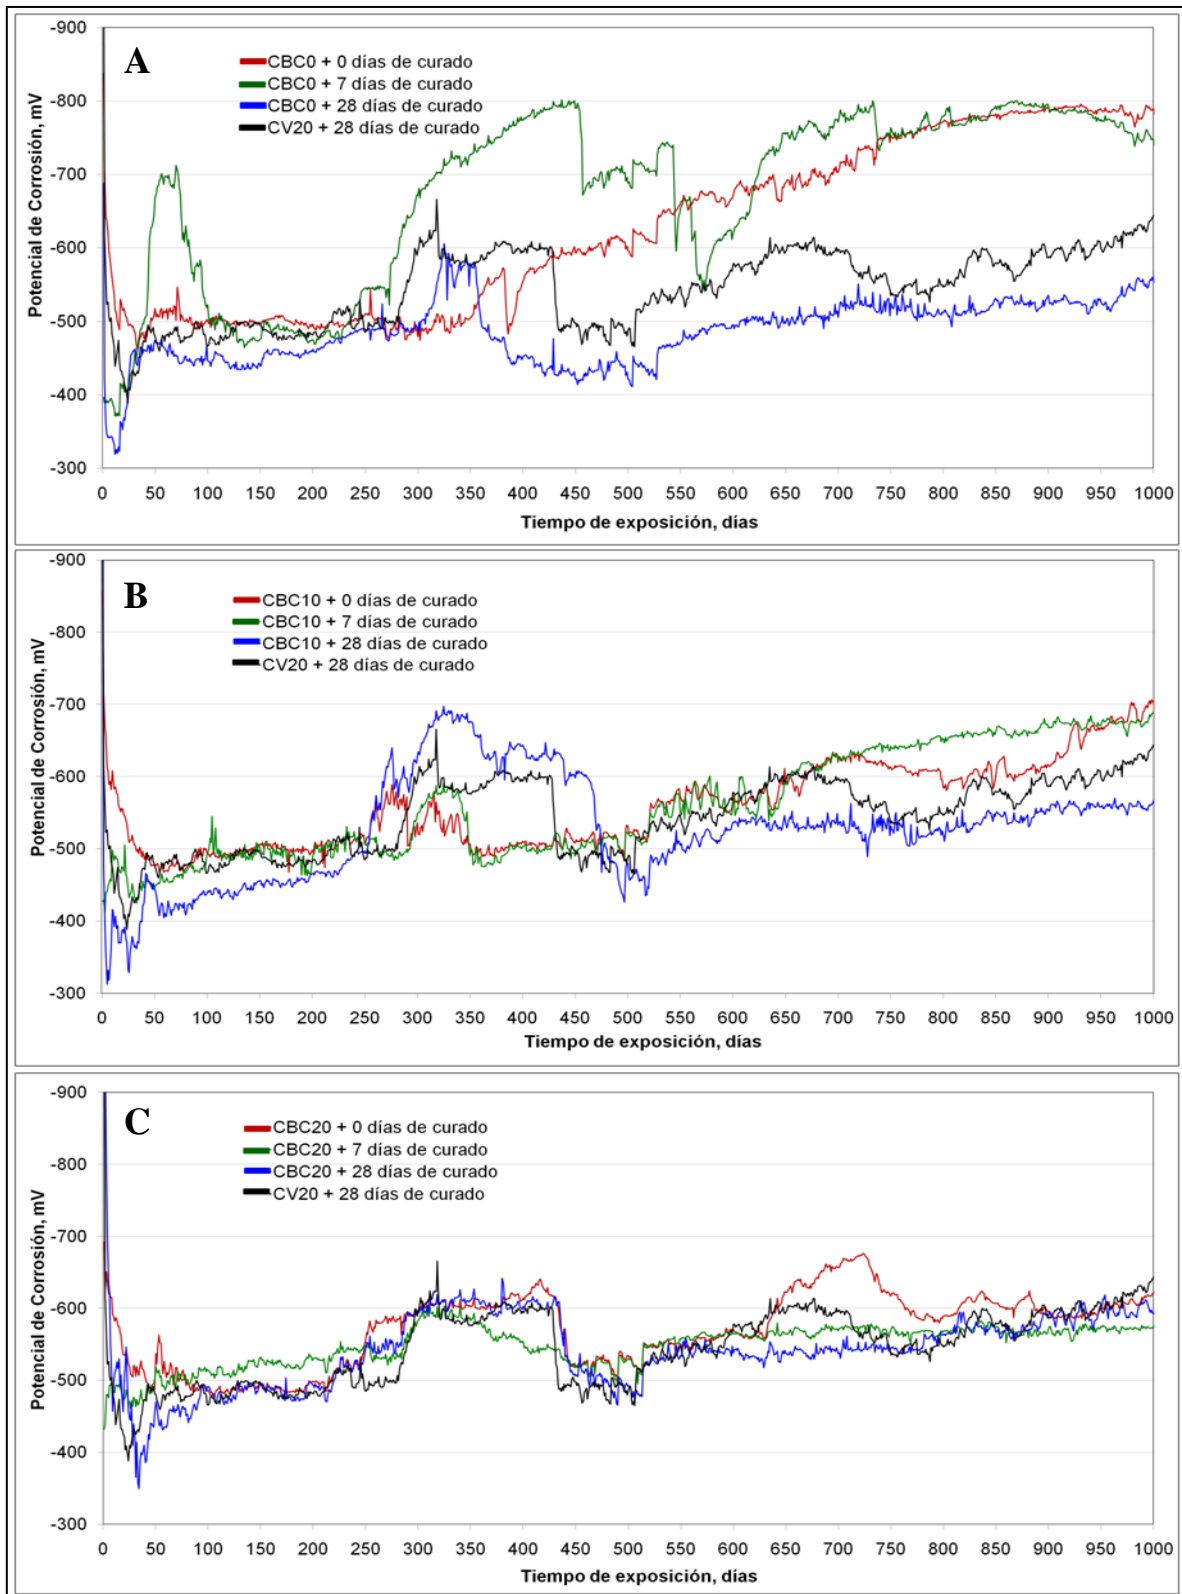 A
CBC0 + 0 días de curado
CBC0 + 7 días de curado
CBC0 + 28 días de curado
CV20 + 28 días de curado
Potencial de Corrosión, mV
-900
-800
-700
-600
-500
-400
-300
0 50 100 150 200 250 300 350 400 450 500 550 600 650 700 750 800 850 900 950 1000
Tiempo de exposición, días
B
CBC10 + 0 días de curado
CBC10 + 7 días de curado
CBC10 + 28 días de curado
CV20 + 28 días de curado
Potencial de Corrosión, mV
-900
-800
-700
-600
-500
-400
-300
0 50 100 150 200 250 300 350 400 450 500 550 600 650 700 750 800 850 900 950 1000
Tiempo de exposición, días
C
CBC20 + 0 días de curado
CBC20 + 7 días de curado
CBC20 + 28 días de curado
CV20 + 28 días de curado
Potencial de Corrosión, mV
-900
-800
-700
-600
-500
-400
-300
0 50 100 150 200 250 300 350 400 450 500 550 600 650 700 750 800 850 900 950 1000
Tiempo de exposición, días